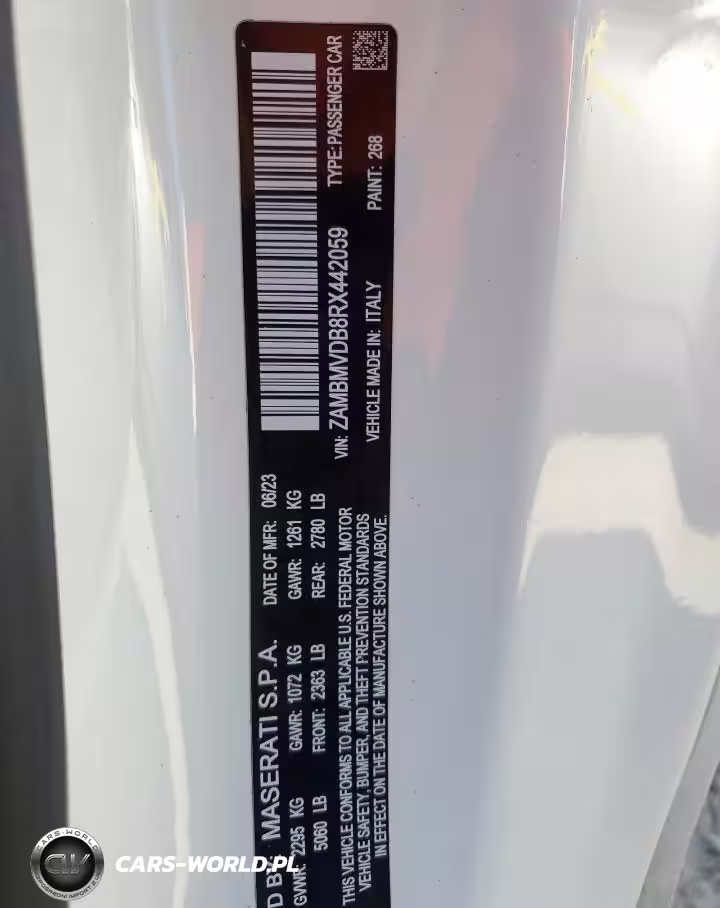 D BY: MASERATI S.P.A. DATE OF MFR: 06/23
GVWR: 2295 KG GAWR: 1072 KG GAWR: 1261 KG
5060 LB FRONT: 2363 LB REAR: 2780 LB
THIS VEHICLE CONFORMS TO ALL APPLICABLE U.S. FEDERAL MOTOR
VEHICLE SAFETY, BUMPER, AND THEFT PREVENTION STANDARDS
IN EFFECT ON THE DATE OF MANUFACTURE SHOWN ABOVE.
VIN: ZAMBMVDB8RX442059 TYPE: PASSENGER CAR
VEHICLE MADE IN: ITALY PAINT: 268
CARS-WORLD
CW
CARS-WORLD.PL